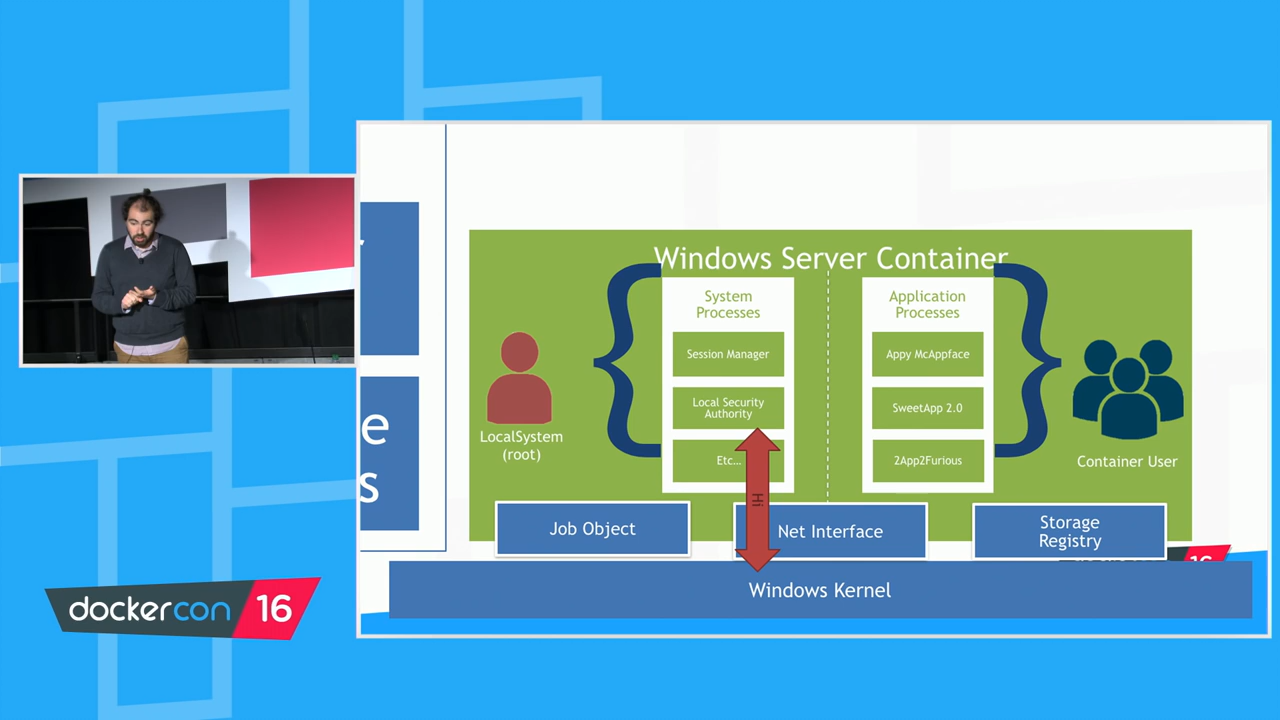 Windows Server Container
System
Processes
Session Manager
Local Security
Authority
Etc...
Application
Processes
Appy McAppface
SweetApp 2.0
2App2Furious
LocalSystem
(root)
Container User
Hi
Job Object
Net Interface
Storage
Registry
Windows Kernel
e
s
dockercon 16